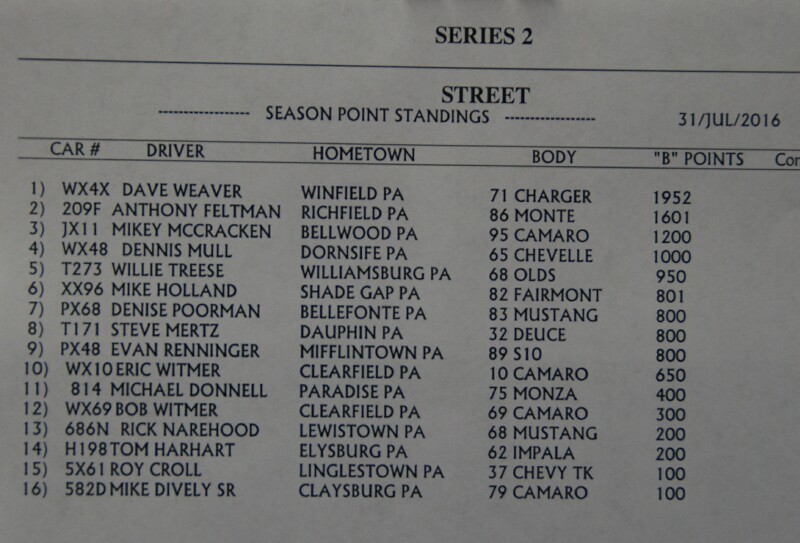 SERIES 2
STREET
------------------ SEASON POINT STANDINGS ------------------ 31/JUL/2016
CAR # DRIVER HOMETOWN BODY "B" POINTS Con
1) WX4X DAVE WEAVER WINFIELD PA 71 CHARGER 1952
2) 209F ANTHONY FELTMAN RICHFIELD PA 86 MONTE 1601
3) JX11 MIKEY MCCRACKEN BELLWOOD PA 95 CAMARO 1200
4) WX48 DENNIS MULL DORNSIFE PA 65 CHEVELLE 1000
5) T273 WILLIE TREESE WILLIAMSBURG PA 68 OLDS 950
6) XX96 MIKE HOLLAND SHADE GAP PA 82 FAIRMONT 801
7) PX68 DENISE POORMAN BELLEFONTE PA 83 MUSTANG 800
8) T171 STEVE MERTZ DAUPHIN PA 32 DEUCE 800
9) PX48 EVAN RENNINGER MIFFLINTOWN PA 89 S10 800
10) WX10 ERIC WITMER CLEARFIELD PA 10 CAMARO 650
11) 814 MICHAEL DONNELL PARADISE PA 75 MONZA 400
12) WX69 BOB WITMER CLEARFIELD PA 69 CAMARO 300
13) 686N RICK NAREHOOD LEWISTOWN PA 68 MUSTANG 200
14) H198 TOM HARHART ELYSBURG PA 62 IMPALA 200
15) 5X61 ROY CROLL LINGLESTOWN PA 37 CHEVY TK 100
16) 582D MIKE DIVELY SR CLAYSBURG PA 79 CAMARO 100